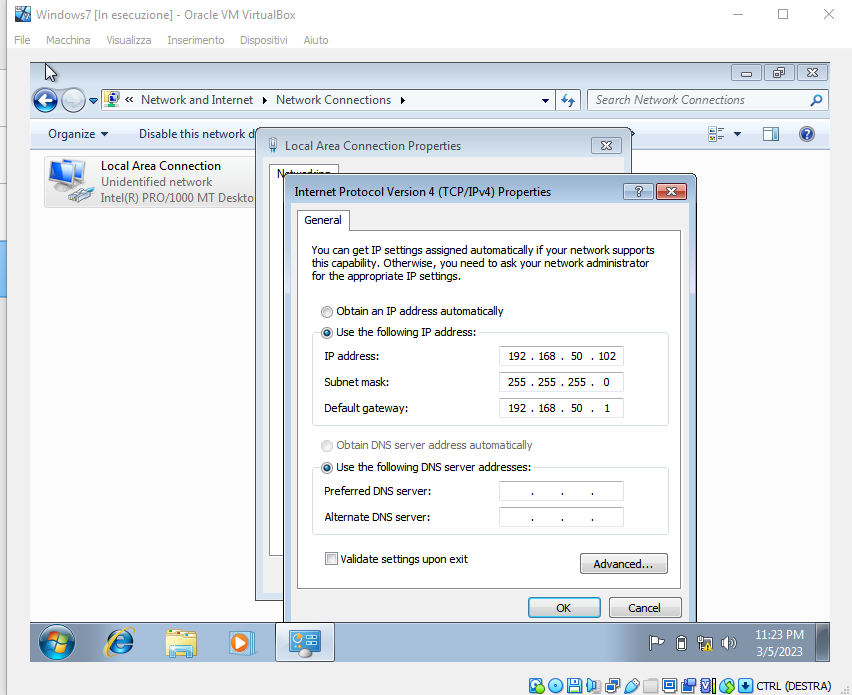 Windows7 [In esecuzione] - Oracle VM VirtualBox
File Macchina Visualizza Inserimento Dispositivi Aiuto
« Network and Internet Network Connections
Search Network Connections
Organize Disable this network d
Local Area Connection
Unidentified network
Intel(R) PRO/1000 MT Deskto
Local Area Connection Properties
Internet Protocol Version 4 (TCP/IPv4) Properties
General
You can get IP settings assigned automatically if your network supports
this capability. Otherwise, you need to ask your network administrator
for the appropriate IP settings.
Obtain an IP address automatically
Use the following IP address:
IP address: 192 . 168 . 50 . 102
Subnet mask: 255 . 255 . 255 . 0
Default gateway: 192 . 168 . 50 . 1
Obtain DNS server address automatically
Use the following DNS server addresses:
Preferred DNS server: . . .
Alternate DNS server: . . .
Validate settings upon exit
Advanced...
OK Cancel
11:23 PM
3/5/2023
CTRL (DESTRA)